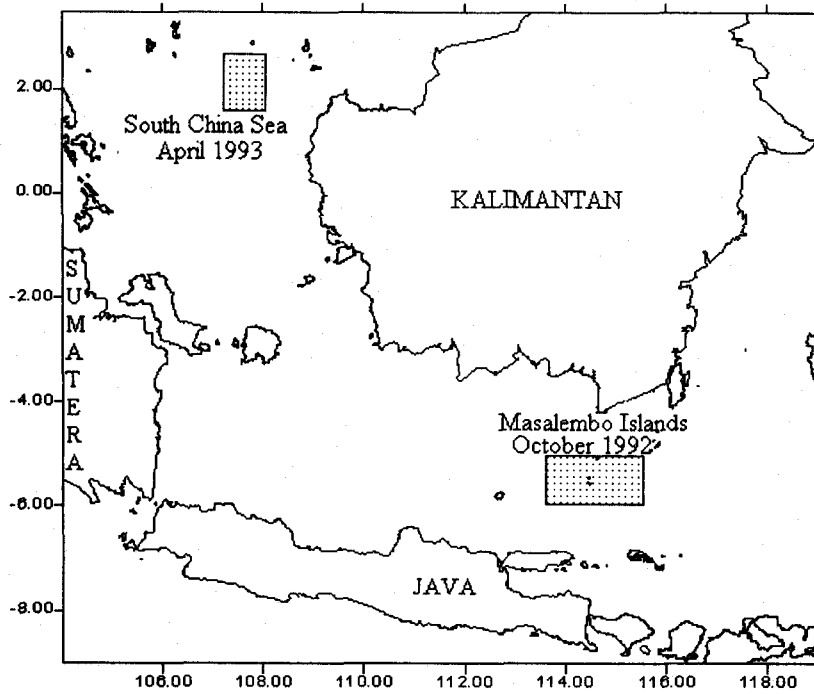 2.00
South China Sea
April 1993
0.00
KALIMANTAN
SUMATERA
-2.00
-4.00
Masalembo Islands
October 1992
-6.00
JAVA
-8.00
106.00 108.00 110.00 112.00 114.00 116.00 118.00